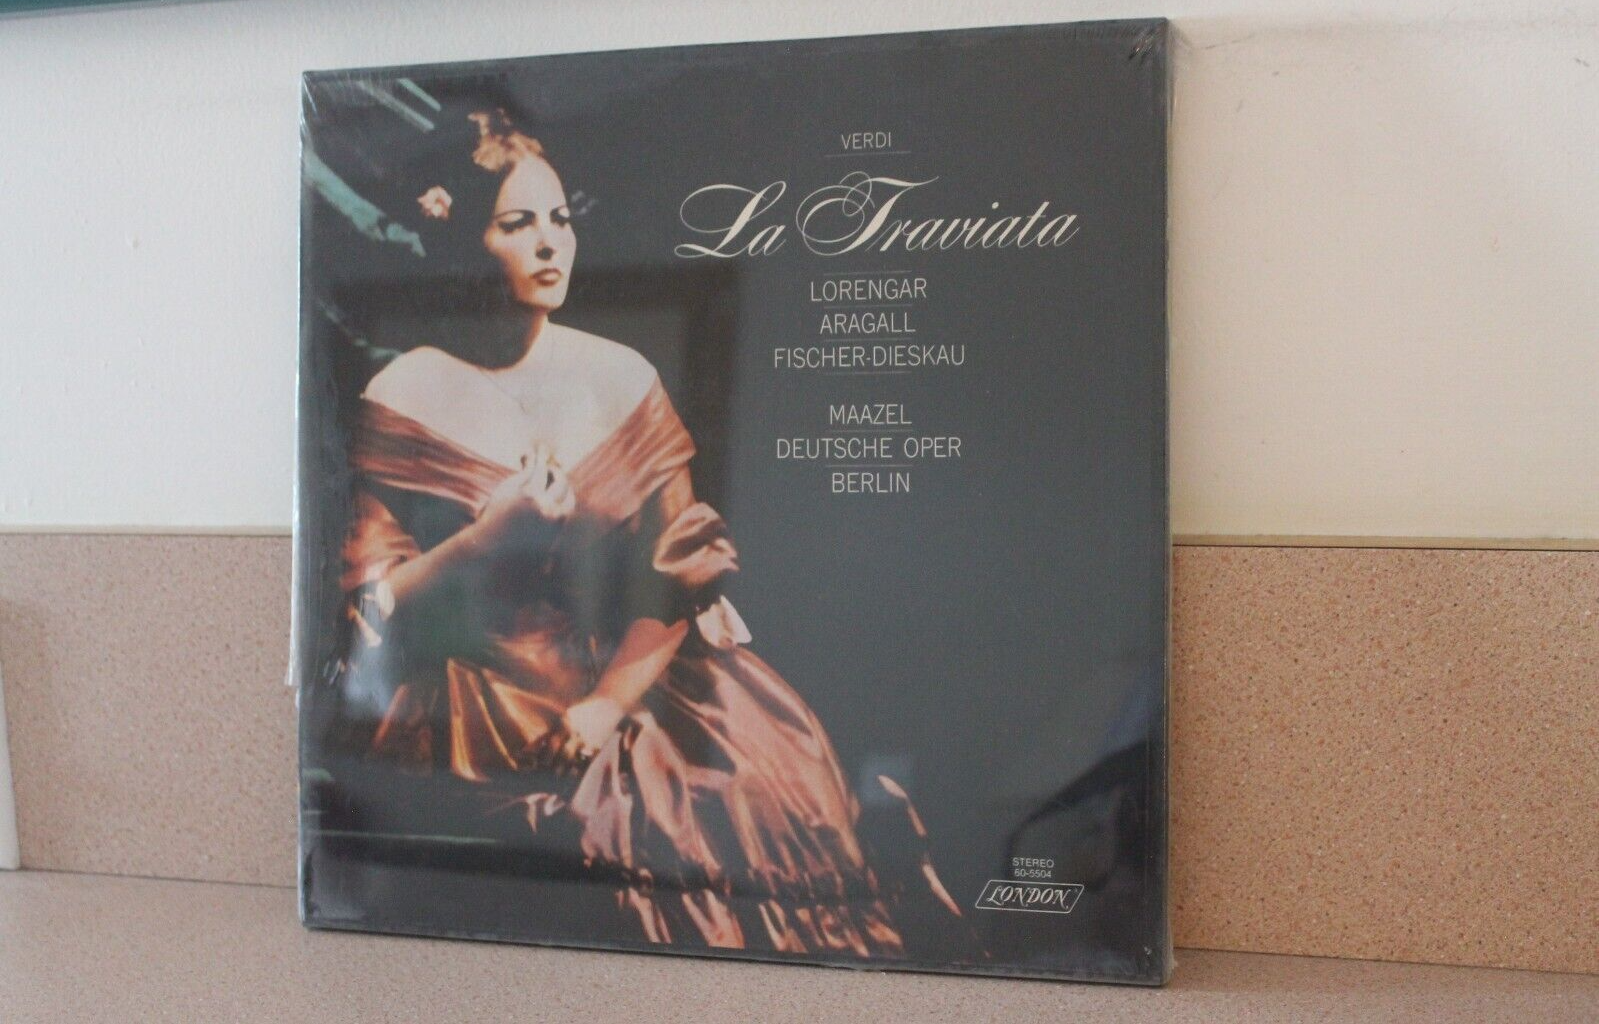 VERDI
La Traviata
LORENGAR
ARAGALL
FISCHER-DIESKAU
MAAZEL
DEUTSCHE OPER
BERLIN
STEREO
60-5504
LONDON